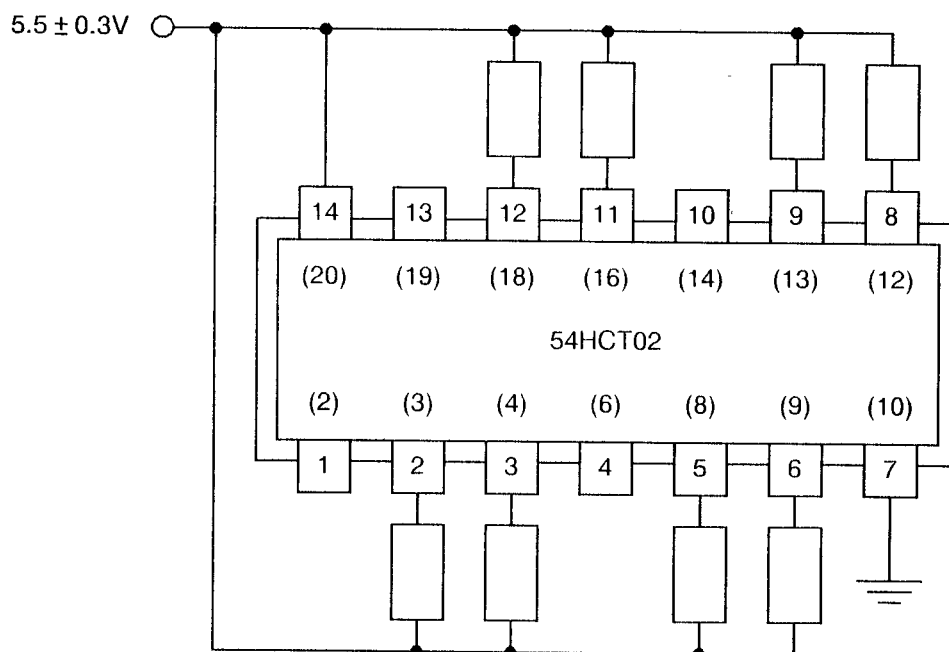 5.5 ± 0.3V
14 13 12 11 10 9 8
(20) (19) (18) (16) (14) (13) (12)
54HCT02
(2) (3) (4) (6) (8) (9) (10)
1 2 3 4 5 6 7